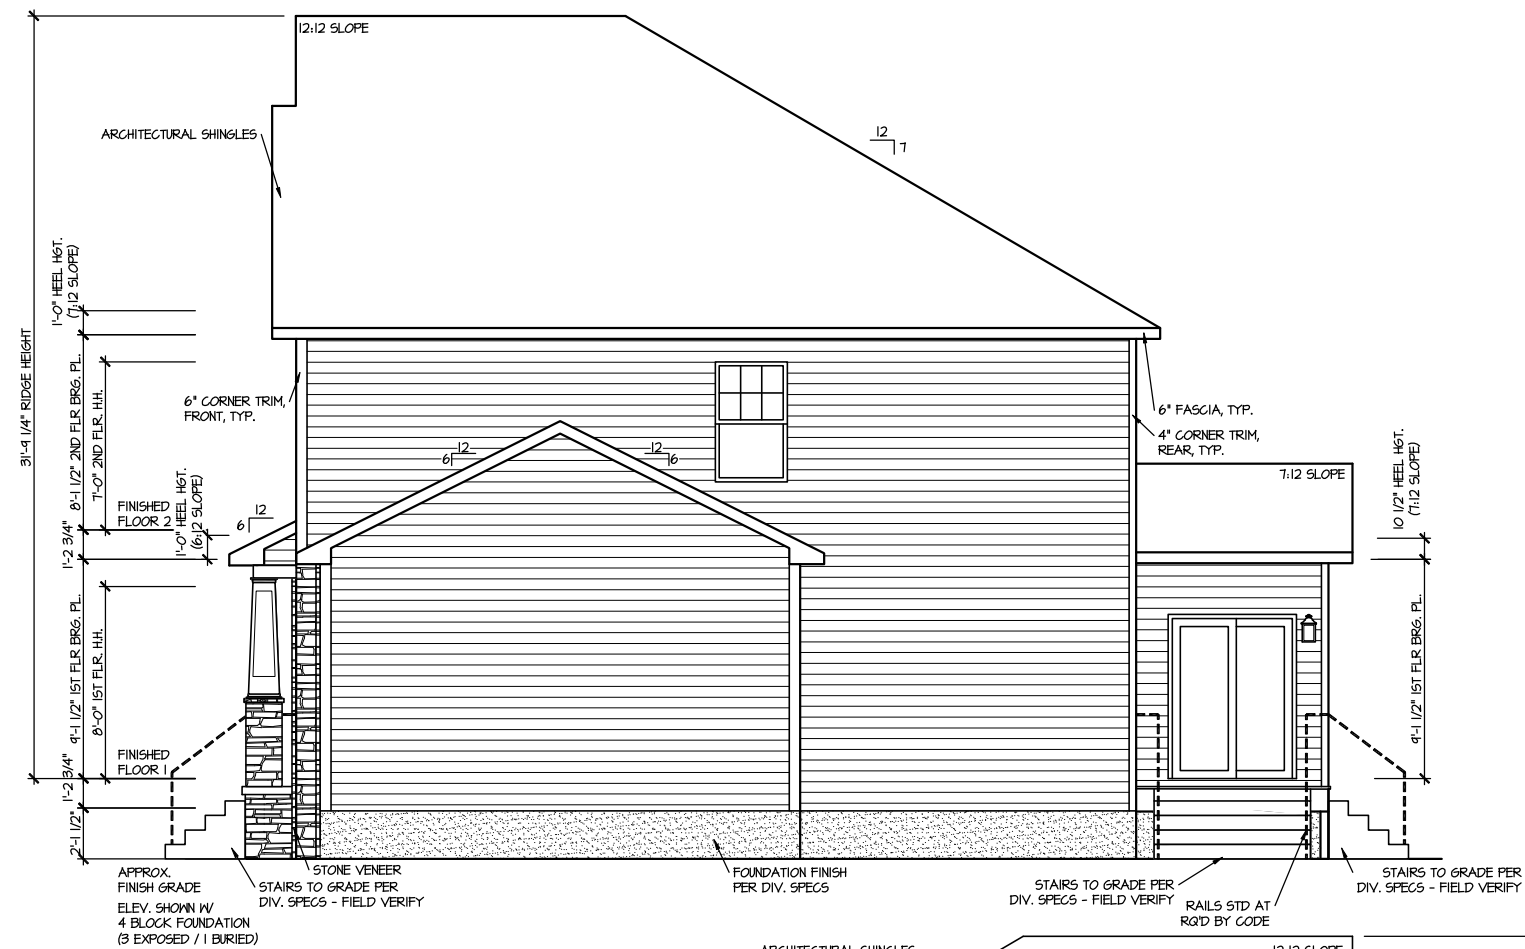 12:12 SLOPE
ARCHITECTURAL SHINGLES
12
7
1'-0" HEEL HGT.
(7:12 SLOPE)
31'-9 1/4" RIDGE HEIGHT
8'-1 1/2" 2ND FLR BRG. PL.
7'-0" 2ND FLR. H.H.
6" CORNER TRIM,
FRONT, TYP.
6" FASCIA, TYP.
4" CORNER TRIM,
REAR, TYP.
12
6
12
6
7:12 SLOPE
10 1/2" HEEL HGT.
(7:12 SLOPE)
1'-0" HEEL HGT.
(6:12 SLOPE)
FINISHED
FLOOR 2
12
6
1'-2 3/4"
9'-1 1/2" 1ST FLR BRG. PL.
8'-0" 1ST FLR. H.H.
9'-1 1/2" 1ST FLR BRG. PL.
FINISHED
FLOOR 1
1'-2 3/4"
2'-1 1/2"
APPROX.
FINISH GRADE
ELEV. SHOWN W/
4 BLOCK FOUNDATION
(3 EXPOSED / 1 BURIED)
STONE VENEER
STAIRS TO GRADE PER
DIV. SPECS - FIELD VERIFY
FOUNDATION FINISH
PER DIV. SPECS
STAIRS TO GRADE PER
DIV. SPECS - FIELD VERIFY
RAILS STD AT
RQ'D BY CODE
STAIRS TO GRADE PER
DIV. SPECS - FIELD VERIFY
ARCHITECTURAL SHINGLES
12:12 SLOPE